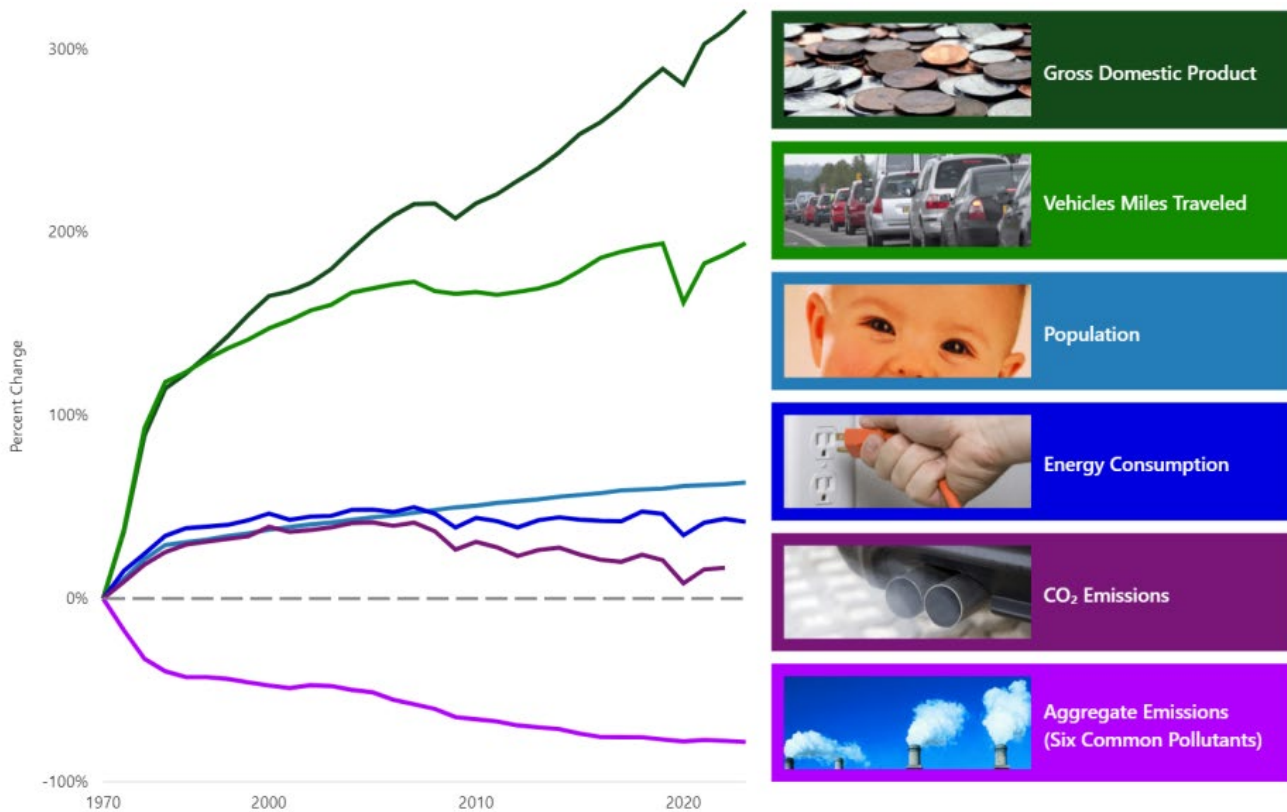 300%
200%
100%
0%
-100%
Percent Change
1970
2000
2010
2020
Gross Domestic Product
Vehicles Miles Traveled
Population
Energy Consumption
CO₂ Emissions
Aggregate Emissions
(Six Common Pollutants)